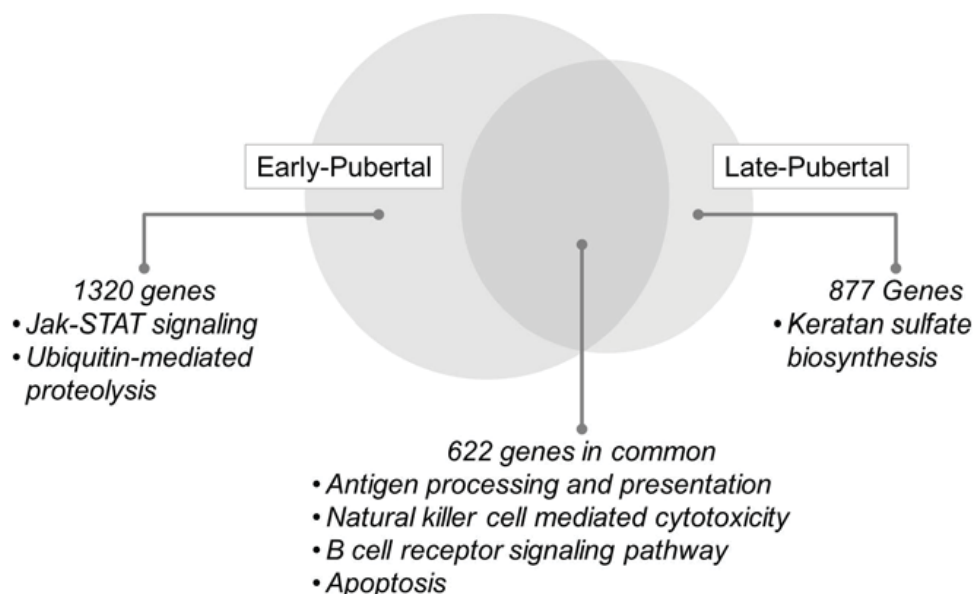 Early-Pubertal
Late-Pubertal
1320 genes
• Jak-STAT signaling
• Ubiquitin-mediated
proteolysis
877 Genes
• Keratan sulfate
biosynthesis
622 genes in common
• Antigen processing and presentation
• Natural killer cell mediated cytotoxicity
• B cell receptor signaling pathway
• Apoptosis